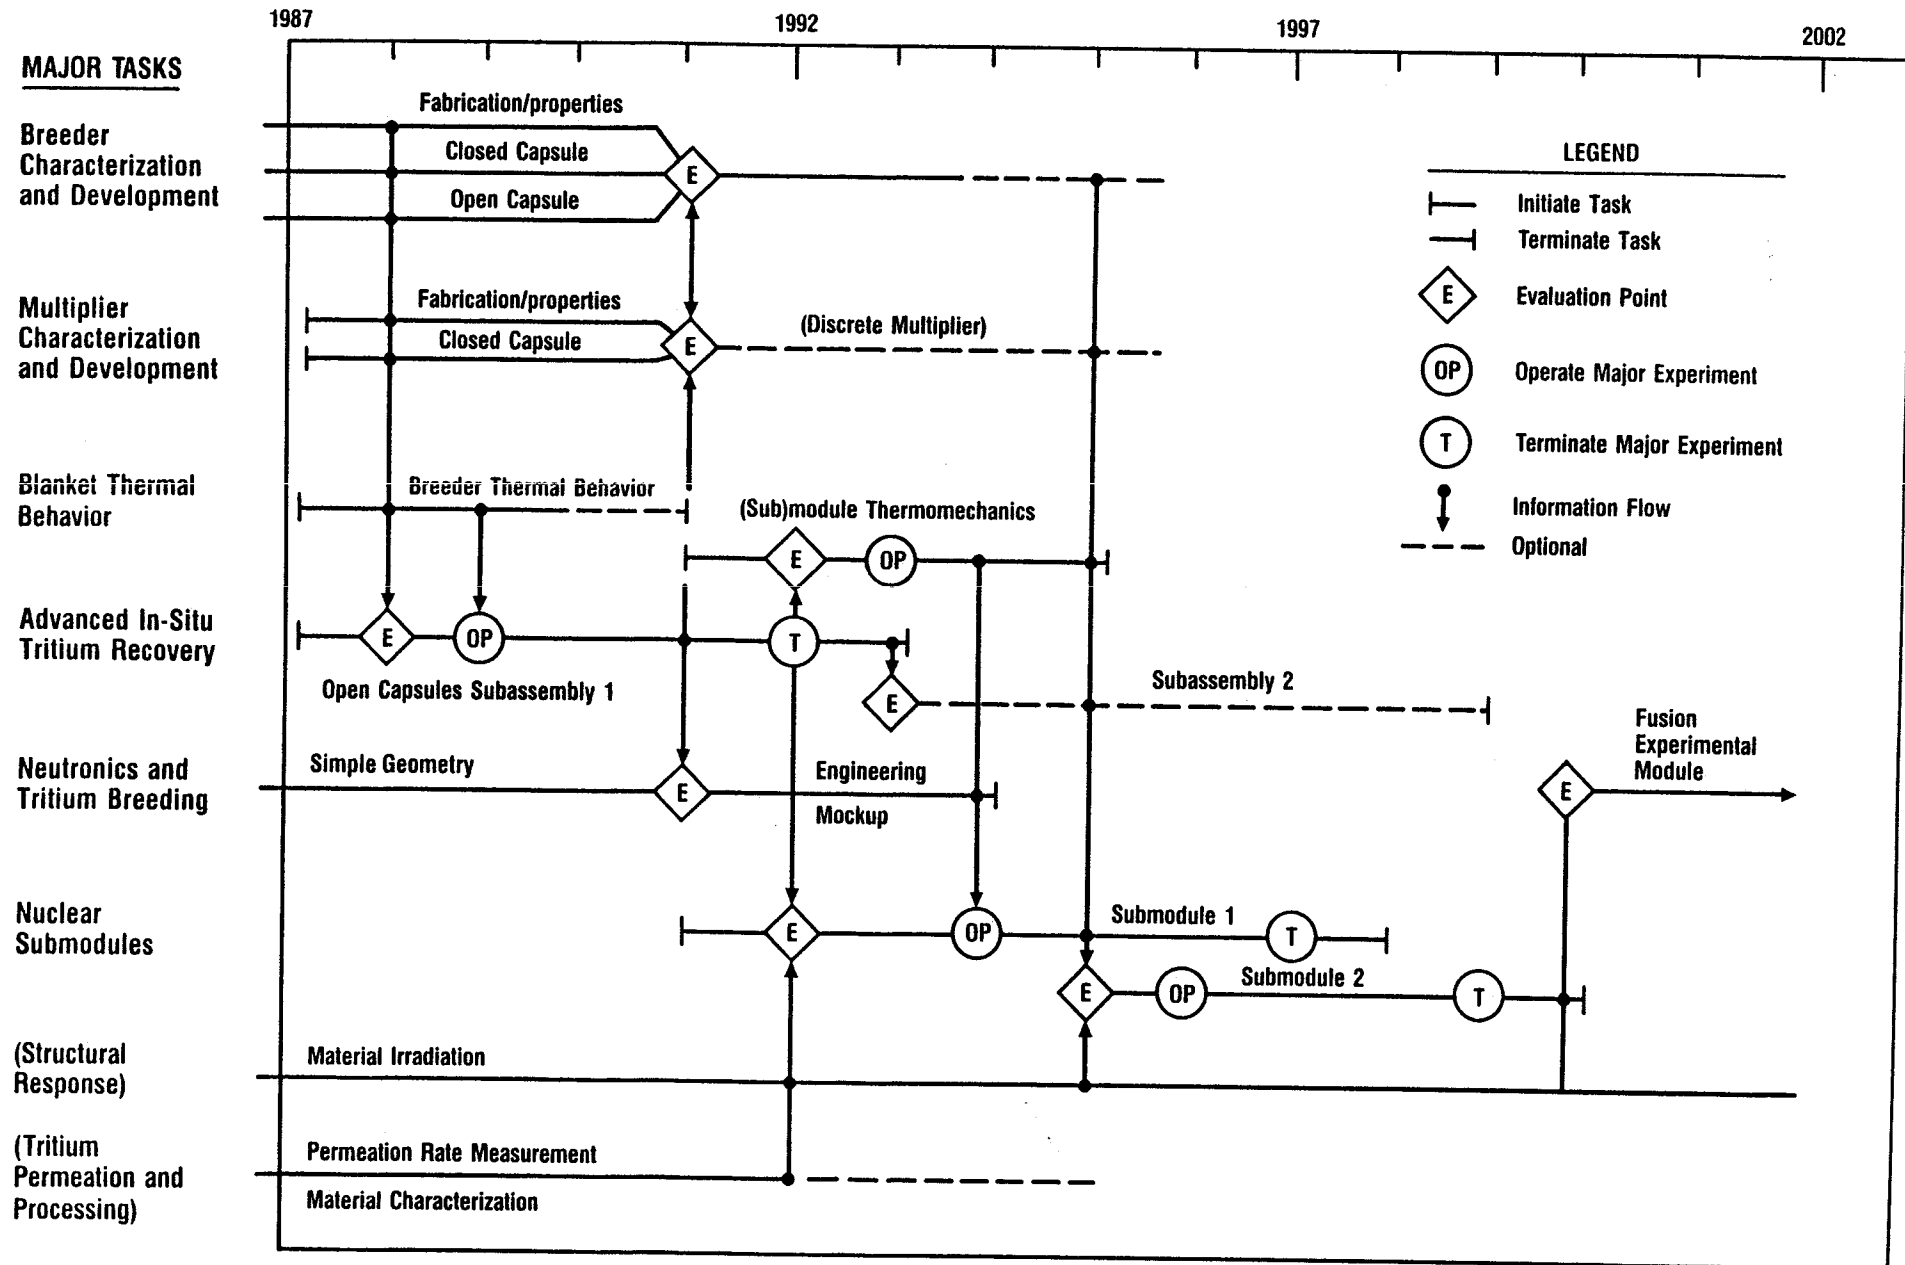 1987
1992
1997
2002
MAJOR TASKS
Fabrication/properties
Breeder
Characterization
and Development
Closed Capsule
Open Capsule
E
LEGEND
Initiate Task
Terminate Task
E
Evaluation Point
OP
Operate Major Experiment
T
Terminate Major Experiment
Information Flow
Optional
Multiplier
Characterization
and Development
Fabrication/properties
Closed Capsule
E
(Discrete Multiplier)
Blanket Thermal
Behavior
Breeder Thermal Behavior
(Sub)module Thermomechanics
E
OP
Advanced In-Situ
Tritium Recovery
E
OP
T
Open Capsules Subassembly 1
E
Subassembly 2
Neutronics and
Tritium Breeding
Simple Geometry
E
Engineering
Mockup
Fusion
Experimental
Module
E
Nuclear
Submodules
E
OP
Submodule 1
T
E
OP
Submodule 2
T
(Structural
Response)
Material Irradiation
(Tritium
Permeation and
Processing)
Permeation Rate Measurement
Material Characterization